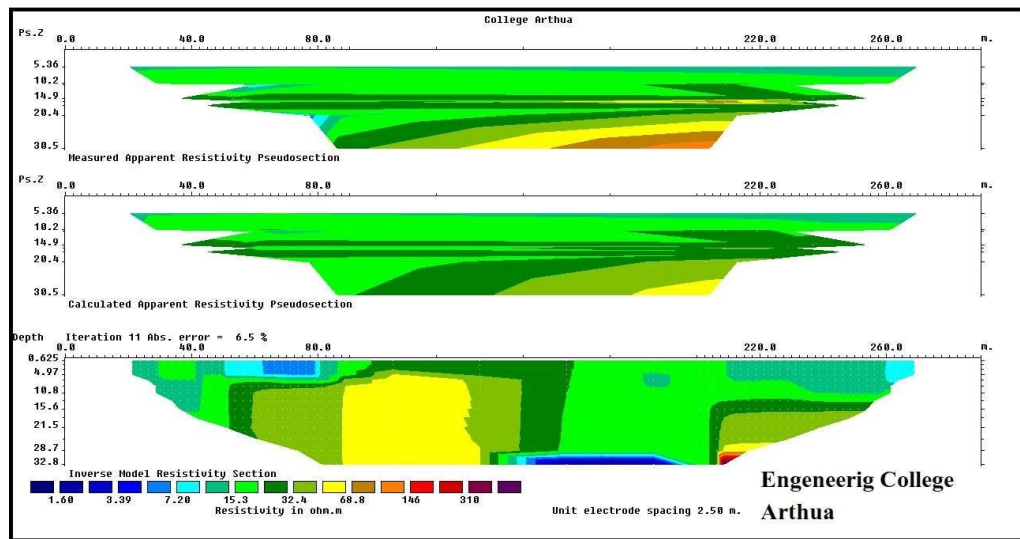 College Arthua
Ps.Z 0.0 40.0 80.0 220.0 260.0 m.
5.36
10.2
14.9
20.4
30.5
Measured Apparent Resistivity Pseudosection
Ps.Z 0.0 40.0 80.0 220.0 260.0 m.
5.36
10.2
14.9
20.4
30.5
Calculated Apparent Resistivity Pseudosection
Depth Iteration 11 Abs. error = 6.5 %
0.0 40.0 80.0 220.0 260.0 m.
0.625
4.97
10.8
15.6
21.5
28.7
32.8
Inverse Model Resistivity Section
1.60 3.39 7.20 15.3 32.4 68.8 146 310
Resistivity in ohm.m
Unit electrode spacing 2.50 m.
Engeneerig College
Arthua